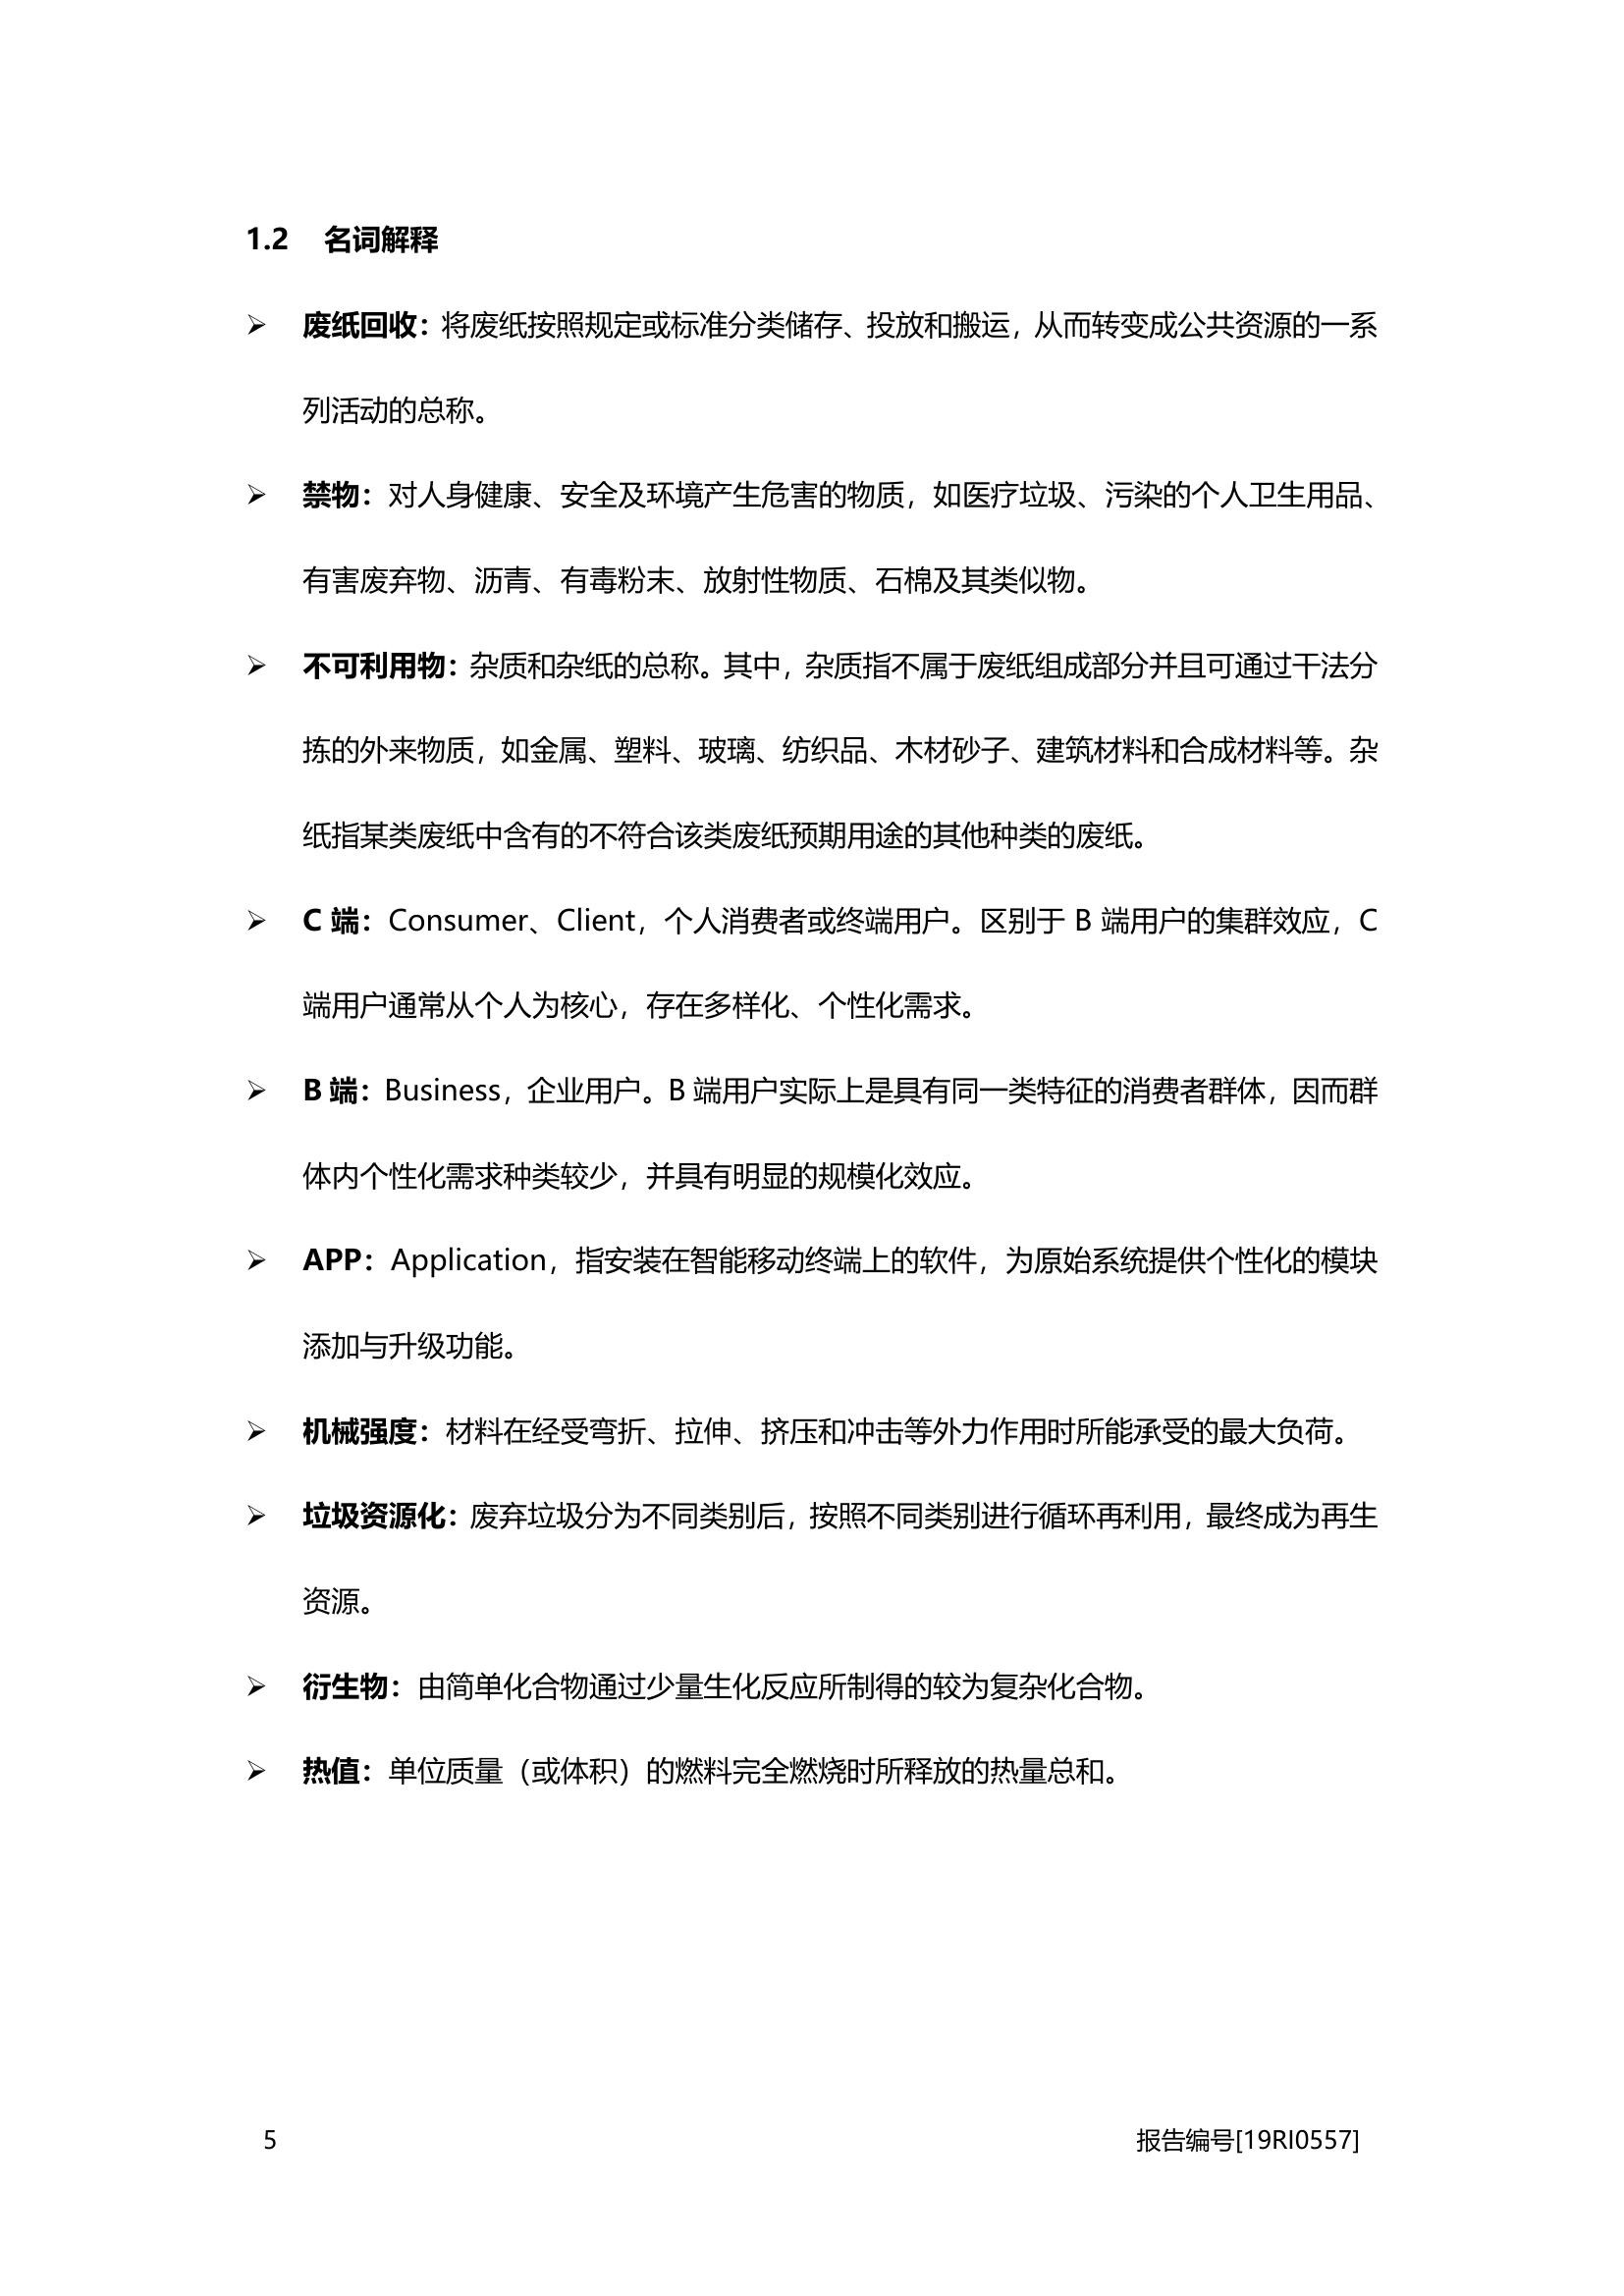 1.2 名词解释
➢ 废纸回收：将废纸按照规定或标准分类储存、投放和搬运，从而转变成公共资源的一系
列活动的总称。
➢ 禁物：对人身健康、安全及环境产生危害的物质，如医疗垃圾、污染的个人卫生用品、
有害废弃物、沥青、有毒粉末、放射性物质、石棉及其类似物。
➢ 不可利用物：杂质和杂纸的总称。其中，杂质指不属于废纸组成部分并且可通过干法分
拣的外来物质，如金属、塑料、玻璃、纺织品、木材砂子、建筑材料和合成材料等。杂
纸指某类废纸中含有的不符合该类废纸预期用途的其他种类的废纸。
➢ C 端：Consumer、Client，个人消费者或终端用户。区别于 B 端用户的集群效应，C
端用户通常从个人为核心，存在多样化、个性化需求。
➢ B 端：Business，企业用户。B 端用户实际上是具有同一类特征的消费者群体，因而群
体内个性化需求种类较少，并具有明显的规模化效应。
➢ APP：Application，指安装在智能移动终端上的软件，为原始系统提供个性化的模块
添加与升级功能。
➢ 机械强度：材料在经受弯折、拉伸、挤压和冲击等外力作用时所能承受的最大负荷。
➢ 垃圾资源化：废弃垃圾分为不同类别后，按照不同类别进行循环再利用，最终成为再生
资源。
➢ 衍生物：由简单化合物通过少量生化反应所制得的较为复杂化合物。
➢ 热值：单位质量（或体积）的燃料完全燃烧时所释放的热量总和。
5 报告编号[19RI0557]